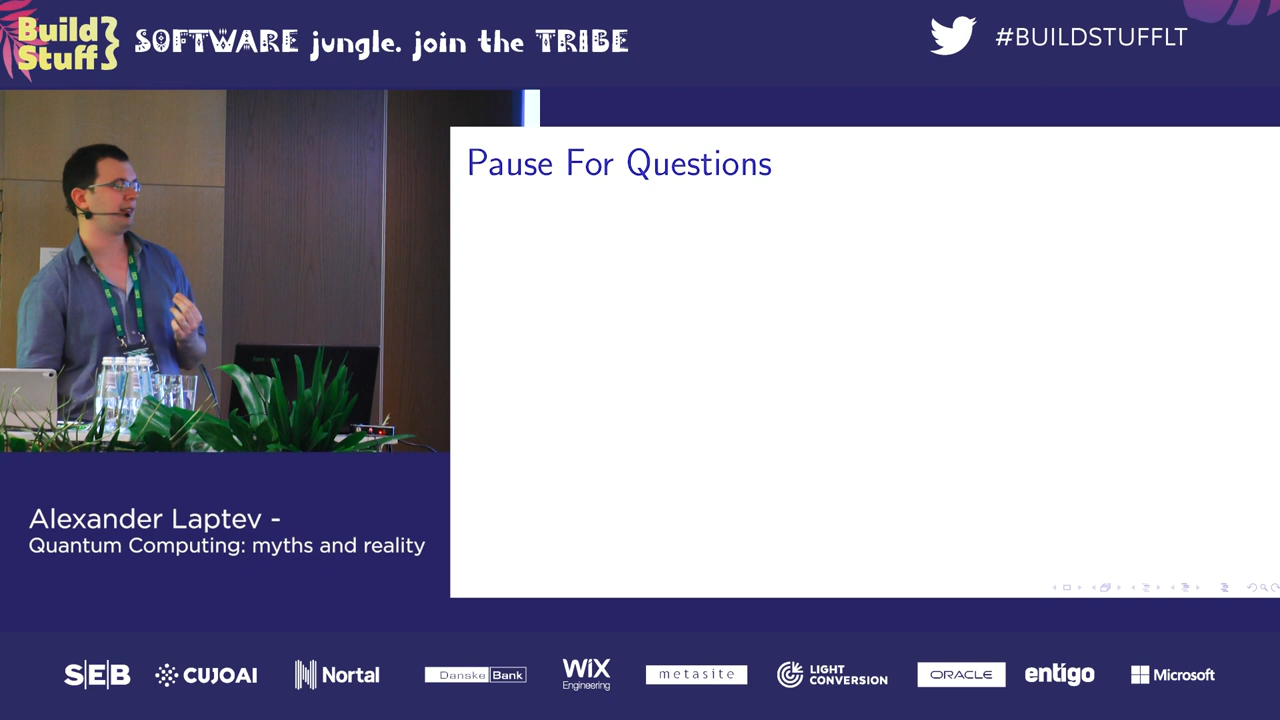 Build
Stuff
SOFTWARE jungle. join the TRIBE
#BUILDSTUFFLT
Pause For Questions
Alexander Laptev -
Quantum Computing: myths and reality
SEB
CUJOAI
Nortal
Danske Bank
WiX
Engineering
metasite
LIGHT
CONVERSION
ORACLE
entigo
Microsoft